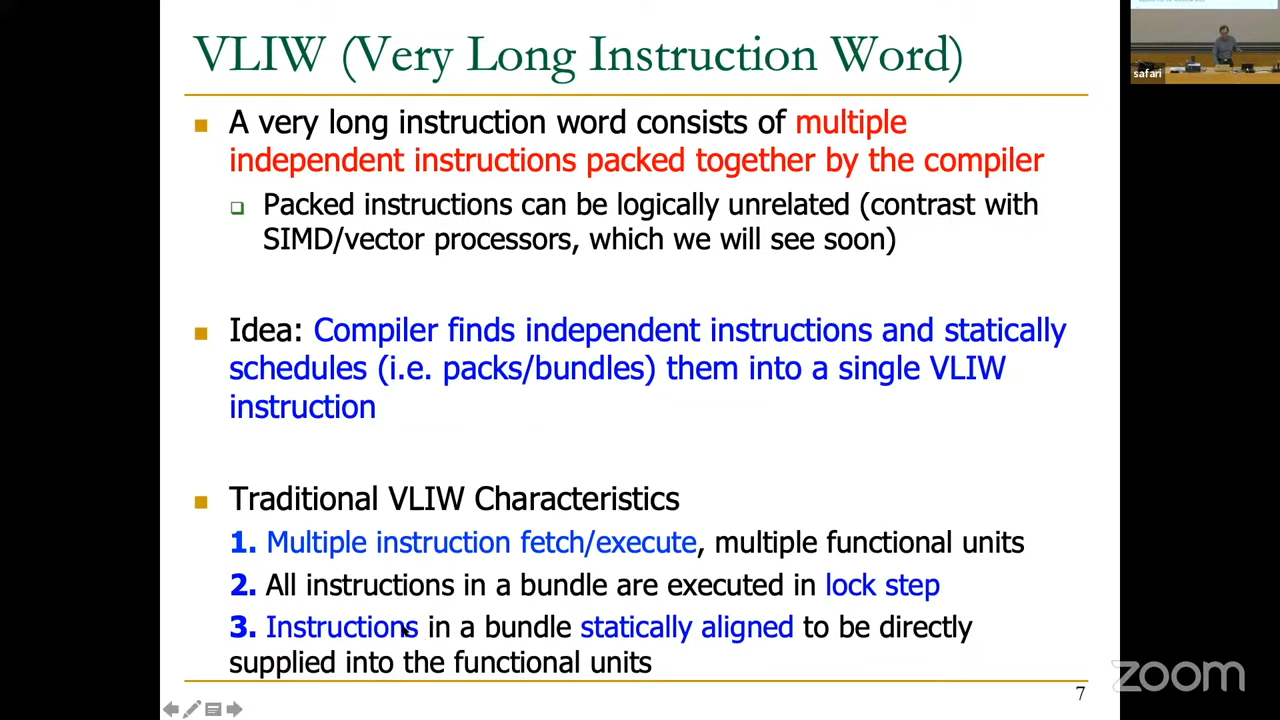 VLIW (Very Long Instruction Word)
A very long instruction word consists of multiple
independent instructions packed together by the compiler
Packed instructions can be logically unrelated (contrast with
SIMD/vector processors, which we will see soon)
Idea: Compiler finds independent instructions and statically
schedules (i.e. packs/bundles) them into a single VLIW
instruction
Traditional VLIW Characteristics
1. Multiple instruction fetch/execute, multiple functional units
2. All instructions in a bundle are executed in lock step
3. Instructions in a bundle statically aligned to be directly
supplied into the functional units
7
safari
zoom